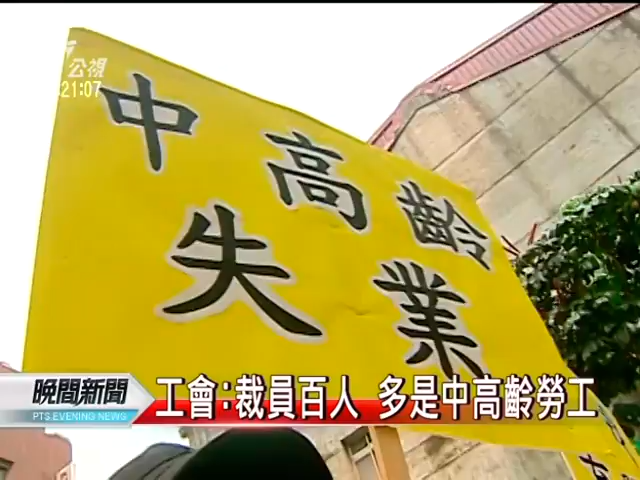 公視
21:07
中高齡
失業
晚間新聞
PTS EVENING NEWS
工會:裁員百人 多是中高齡勞工